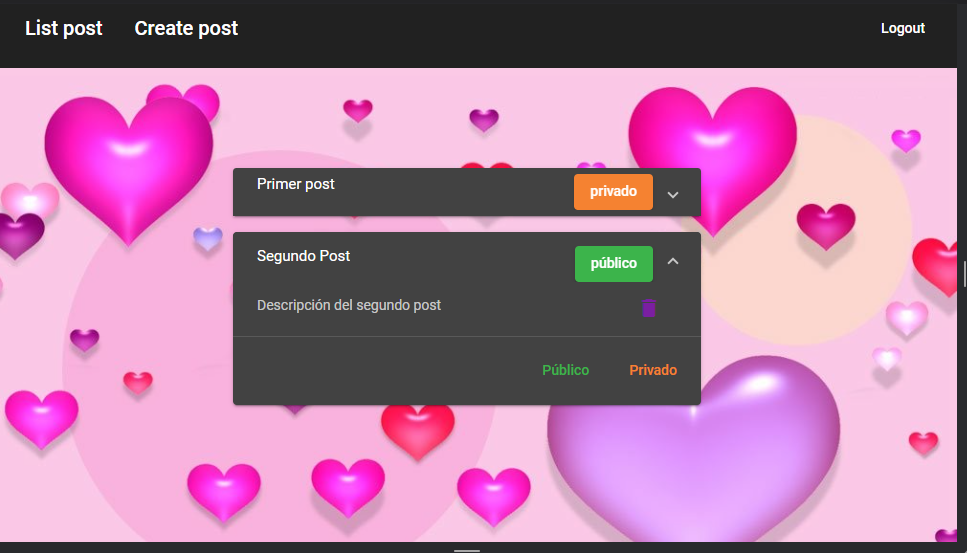 List post Create post Logout
Primer post privado
Segundo Post público
Descripción del segundo post
Público Privado